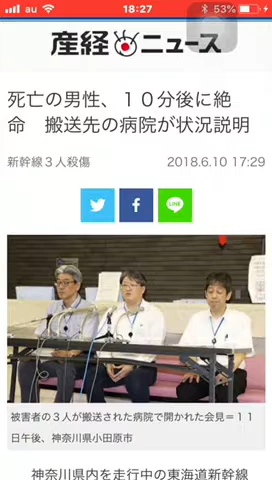 au 18:27 53%
産経ニュース
死亡の男性、１０分後に絶
命　搬送先の病院が状況説明
新幹線３人殺傷 2018.6.10 17:29
LINE
被害者の３人が搬送された病院で開かれた会見＝１１
日午後、神奈川県小田原市
神奈川県内を走行中の東海道新幹線